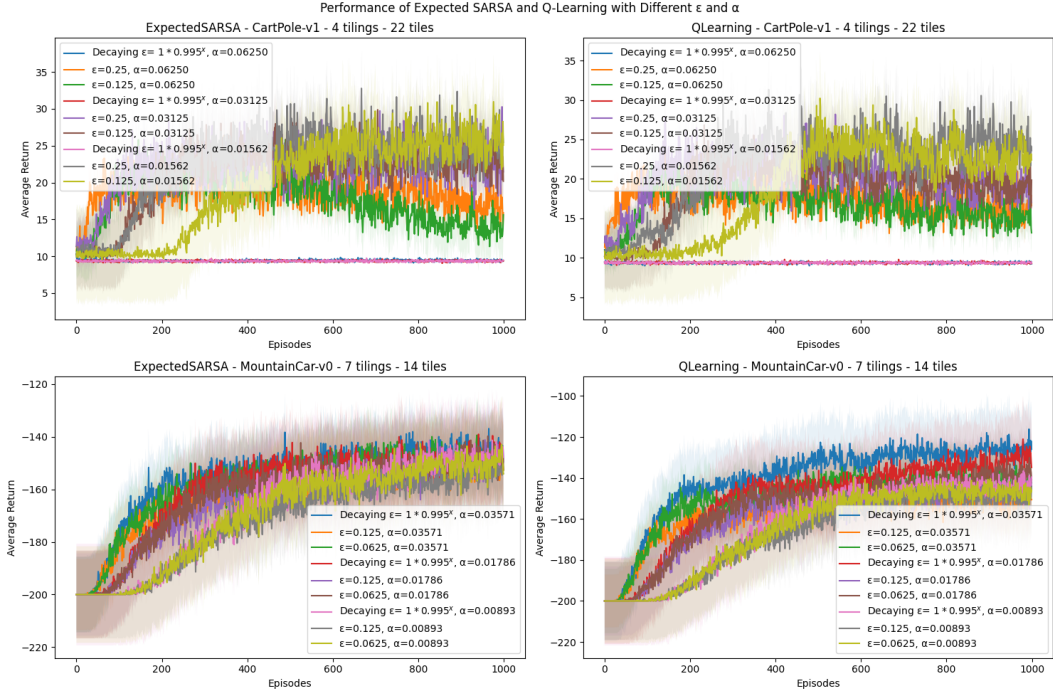 Performance of Expected SARSA and Q-Learning with Different ε and α
ExpectedSARSA - CartPole-v1 - 4 tilings - 22 tiles
Decaying ε= 1 * 0.995ˣ, α=0.06250
ε=0.25, α=0.06250
ε=0.125, α=0.06250
Decaying ε= 1 * 0.995ˣ, α=0.03125
ε=0.25, α=0.03125
ε=0.125, α=0.03125
Decaying ε= 1 * 0.995ˣ, α=0.01562
ε=0.25, α=0.01562
ε=0.125, α=0.01562
Average Return
35
30
25
20
15
10
5
0
200
400
600
800
1000
Episodes
QLearning - CartPole-v1 - 4 tilings - 22 tiles
Decaying ε= 1 * 0.995ˣ, α=0.06250
ε=0.25, α=0.06250
ε=0.125, α=0.06250
Decaying ε= 1 * 0.995ˣ, α=0.03125
ε=0.25, α=0.03125
ε=0.125, α=0.03125
Decaying ε= 1 * 0.995ˣ, α=0.01562
ε=0.25, α=0.01562
ε=0.125, α=0.01562
Average Return
35
30
25
20
15
10
5
0
200
400
600
800
1000
Episodes
ExpectedSARSA - MountainCar-v0 - 7 tilings - 14 tiles
Average Return
−120
−140
−160
−180
−200
−220
Decaying ε= 1 * 0.995ˣ, α=0.03571
ε=0.125, α=0.03571
ε=0.0625, α=0.03571
Decaying ε= 1 * 0.995ˣ, α=0.01786
ε=0.125, α=0.01786
ε=0.0625, α=0.01786
Decaying ε= 1 * 0.995ˣ, α=0.00893
ε=0.125, α=0.00893
ε=0.0625, α=0.00893
0
200
400
600
800
1000
Episodes
QLearning - MountainCar-v0 - 7 tilings - 14 tiles
Average Return
−100
−120
−140
−160
−180
−200
−220
Decaying ε= 1 * 0.995ˣ, α=0.03571
ε=0.125, α=0.03571
ε=0.0625, α=0.03571
Decaying ε= 1 * 0.995ˣ, α=0.01786
ε=0.125, α=0.01786
ε=0.0625, α=0.01786
Decaying ε= 1 * 0.995ˣ, α=0.00893
ε=0.125, α=0.00893
ε=0.0625, α=0.00893
0
200
400
600
800
1000
Episodes